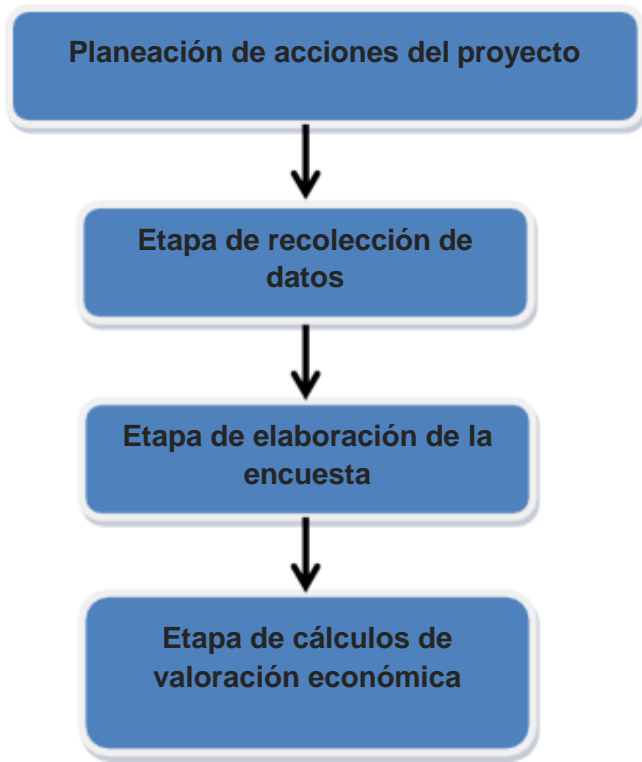 Planeación de acciones del proyecto
Etapa de recolección de
datos
Etapa de elaboración de la
encuesta
Etapa de cálculos de
valoración económica